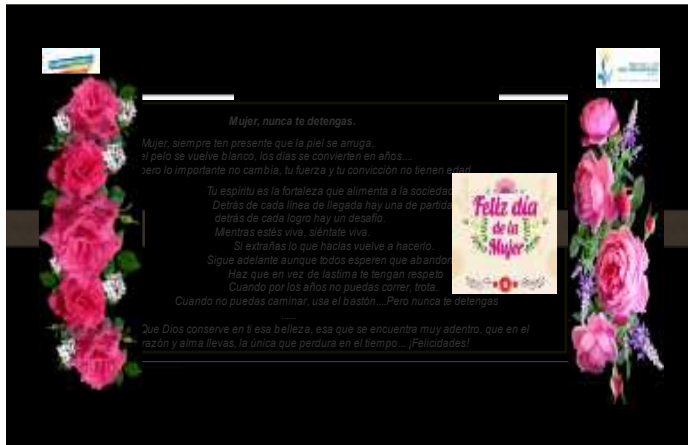 Mujer, nunca te detengas.
Mujer, siempre ten presente que la piel se arruga,
el pelo se vuelve blanco, los días se convierten en años....
pero lo importante no cambia, tu fuerza y tu convicción no tienen edad
Tu espíritu es la fortaleza que alimenta a la sociedad
Detrás de cada línea de llegada hay una de partida
detrás de cada logro hay un desafío.
Mientras estés viva, siéntate viva.
Si extrañas lo que hacías vuelve a hacerlo.
Sigue adelante aunque todos esperen que abandon
Haz que en vez de lastima te tengan respeto
Cuando por los años no puedas correr, trota.
Cuando no puedas caminar, usa el bastón....Pero nunca te detengas
......
Que Dios conserve en ti esa belleza, esa que se encuentra muy adentro, que en el
razón y alma llevas, la única que perdura en el tiempo... ¡Felicidades!
Feliz día
de la
Mujer